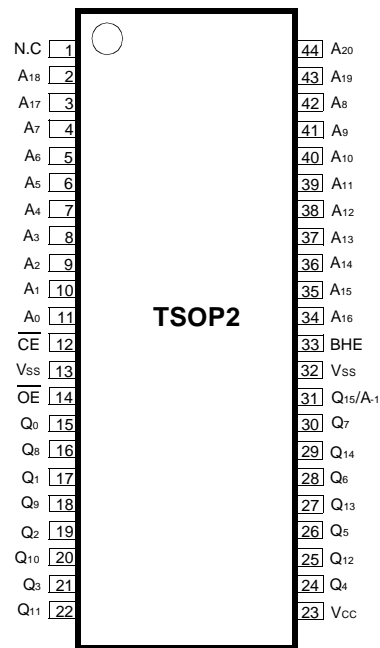 N.C 1 44 A20
A18 2 43 A19
A17 3 42 A8
A7 4 41 A9
A6 5 40 A10
A5 6 39 A11
A4 7 38 A12
A3 8 37 A13
A2 9 36 A14
A1 10 35 A15
A0 11 TSOP2 34 A16
CE 12 33 BHE
VSS 13 32 VSS
OE 14 31 Q15/A-1
Q0 15 30 Q7
Q8 16 29 Q14
Q1 17 28 Q6
Q9 18 27 Q13
Q2 19 26 Q5
Q10 20 25 Q12
Q3 21 24 Q4
Q11 22 23 VCC